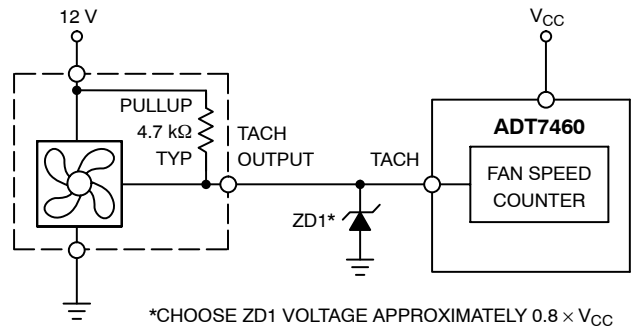 12 V
VCC
PULLUP
4.7 kΩ
TYP
TACH
OUTPUT
TACH
ADT7460
FAN SPEED
COUNTER
ZD1*
*CHOOSE ZD1 VOLTAGE APPROXIMATELY 0.8 × VCC